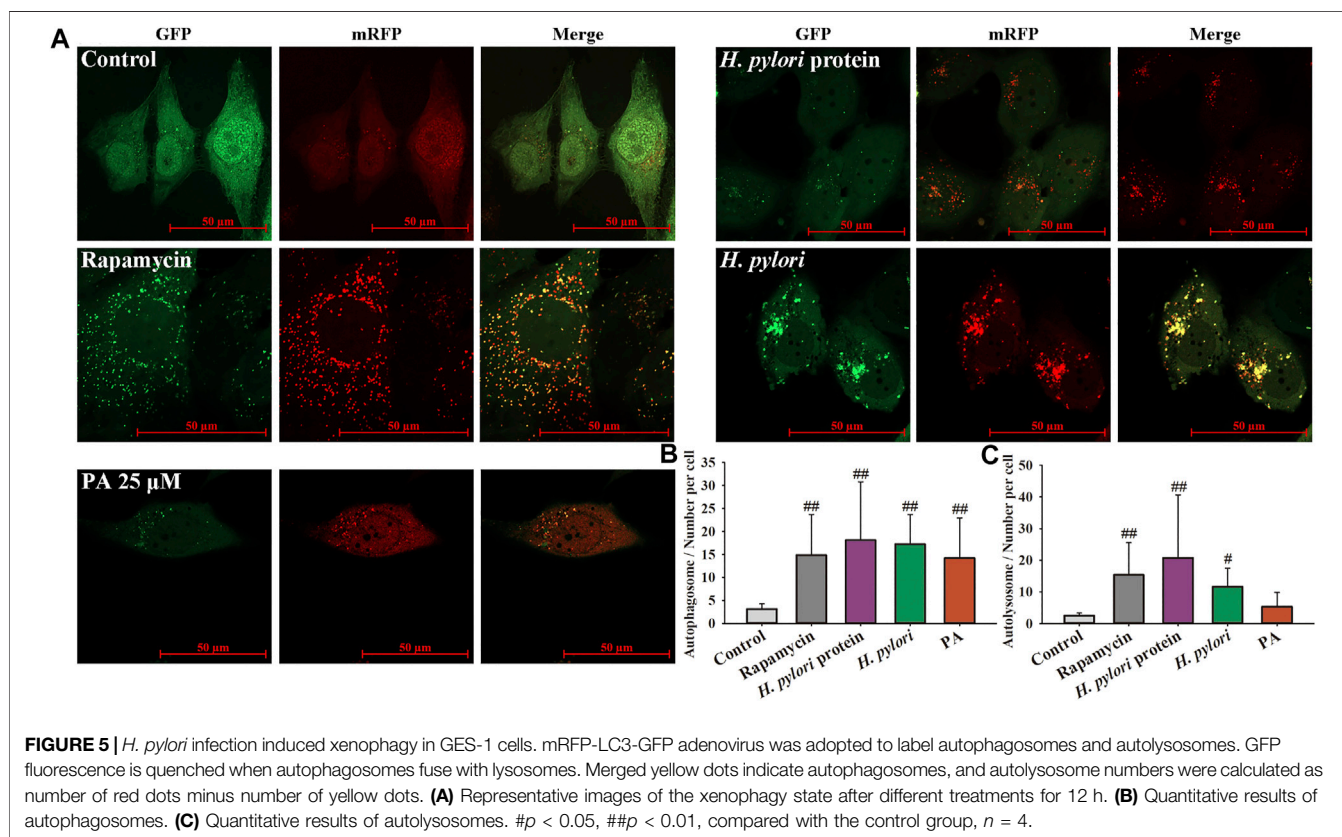 A
GFP mRFP Merge
Control
50 μm 50 μm 50 μm
Rapamycin
50 μm 50 μm 50 μm
PA 25 μM
50 μm 50 μm 50 μm
GFP mRFP Merge
H. pylori protein
50 μm 50 μm 50 μm
H. pylori
50 μm 50 μm 50 μm
B
Autophagosome / Number per cell
35
30
25
20
15
10
5
0
## ## ## ##
Control Rapamycin H. pylori protein H. pylori PA
C
Autolysosome / Number per cell
50
40
30
20
10
0
## ## #
Control Rapamycin H. pylori protein H. pylori PA
FIGURE 5 | H. pylori infection induced xenophagy in GES-1 cells. mRFP-LC3-GFP adenovirus was adopted to label autophagosomes and autolysosomes. GFP
fluorescence is quenched when autophagosomes fuse with lysosomes. Merged yellow dots indicate autophagosomes, and autolysosome numbers were calculated as
number of red dots minus number of yellow dots. (A) Representative images of the xenophagy state after different treatments for 12 h. (B) Quantitative results of
autophagosomes. (C) Quantitative results of autolysosomes. #p < 0.05, ##p < 0.01, compared with the control group, n = 4.